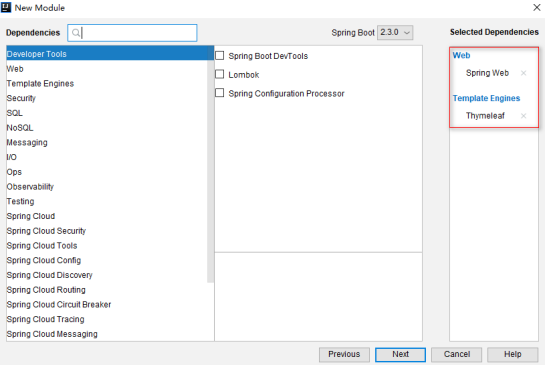 New Module
Dependencies
Spring Boot 2.3.0
Selected Dependencies
Developer Tools
Web
Template Engines
Security
SQL
NoSQL
Messaging
I/O
Ops
Observability
Testing
Spring Cloud
Spring Cloud Security
Spring Cloud Tools
Spring Cloud Config
Spring Cloud Discovery
Spring Cloud Routing
Spring Cloud Circuit Breaker
Spring Cloud Tracing
Spring Cloud Messaging
Spring Boot DevTools
Lombok
Spring Configuration Processor
Web
Spring Web
Template Engines
Thymeleaf
Previous
Next
Cancel
Help